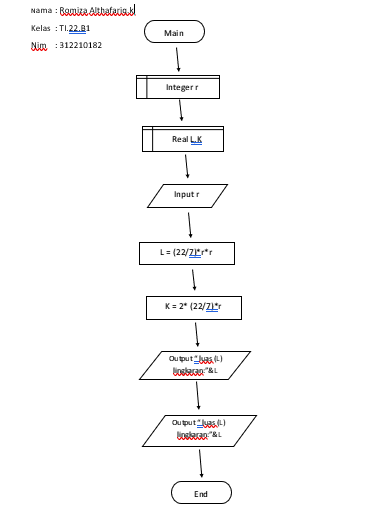 Nama : Romiza Althafariq.k
Kelas : TI.22.B1
Nim : 312210182
Main
Integer r
Real L.K
Input r
L = (22/7)*r*r
K = 2* (22/7)*r
Output "luas (L)
lingkaran:"&L
Output "luas (L)
lingkaran:"&L
End